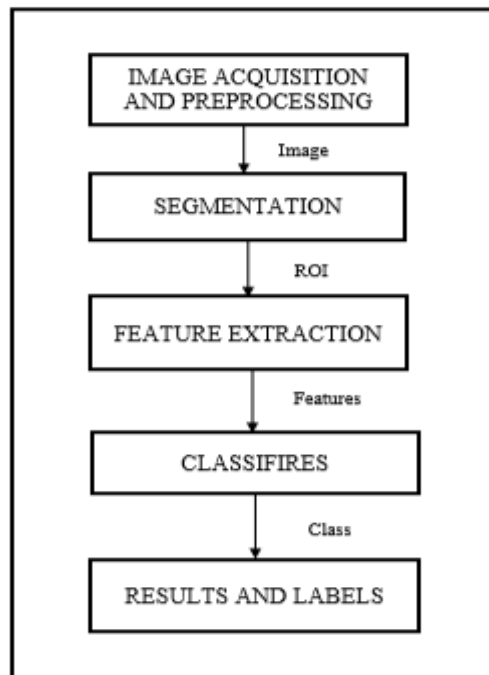 IMAGE ACQUISITION
AND PREPROCESSING
Image
SEGMENTATION
ROI
FEATURE EXTRACTION
Features
CLASSIFIRES
Class
RESULTS AND LABELS